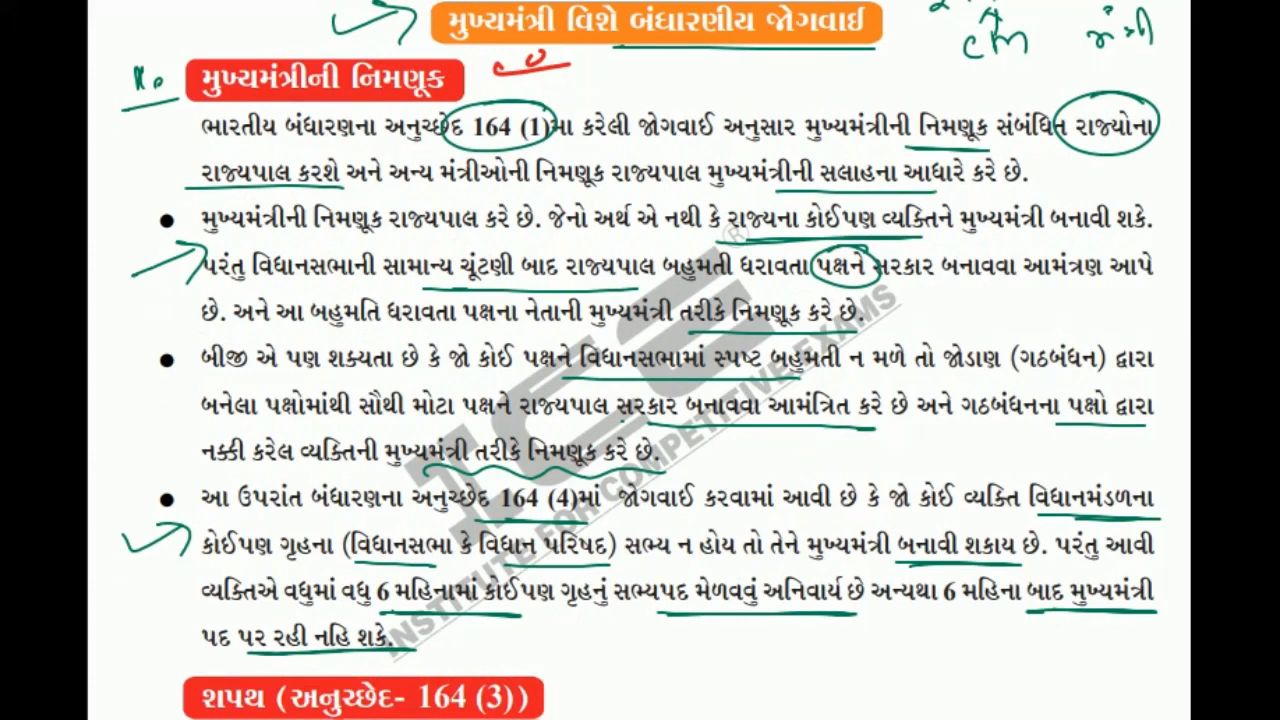 મુખ્યમંત્રી વિશે બંધારણીય જોગવાઈ
CM મંત્રી
મુખ્યમંત્રીની નિમણૂક
ભારતીય બંધારણના અનુચ્છેદ 164 (1)મા કરેલી જોગવાઈ અનુસાર મુખ્યમંત્રીની નિમણૂક સંબંધિત રાજ્યોના
રાજ્યપાલ કરશે અને અન્ય મંત્રીઓની નિમણૂક રાજ્યપાલ મુખ્યમંત્રીની સલાહના આધારે કરે છે.
● મુખ્યમંત્રીની નિમણૂક રાજ્યપાલ કરે છે. જેનો અર્થ એ નથી કે રાજ્યના કોઈપણ વ્યક્તિને મુખ્યમંત્રી બનાવી શકે.
પરંતુ વિધાનસભાની સામાન્ય ચૂંટણી બાદ રાજ્યપાલ બહુમતી ધરાવતા પક્ષને સરકાર બનાવવા આમંત્રણ આપે
છે. અને આ બહુમતિ ધરાવતા પક્ષના નેતાની મુખ્યમંત્રી તરીકે નિમણૂક કરે છે.
● બીજી એ પણ શક્યતા છે કે જો કોઈ પક્ષને વિધાનસભામાં સ્પષ્ટ બહુમતી ન મળે તો જોડાણ (ગઠબંધન) દ્વારા
બનેલા પક્ષોમાંથી સૌથી મોટા પક્ષને રાજ્યપાલ સરકાર બનાવવા આમંત્રિત કરે છે અને ગઠબંધનના પક્ષો દ્વારા
નક્કી કરેલ વ્યક્તિની મુખ્યમંત્રી તરીકે નિમણૂક કરે છે.
● આ ઉપરાંત બંધારણના અનુચ્છેદ 164 (4)માં જોગવાઈ કરવામાં આવી છે કે જો કોઈ વ્યક્તિ વિધાનમંડળના
કોઈપણ ગૃહના (વિધાનસભા કે વિધાન પરિષદ) સભ્ય ન હોય તો તેને મુખ્યમંત્રી બનાવી શકાય છે. પરંતુ આવી
વ્યક્તિએ વધુમાં વધુ 6 મહિનામાં કોઈપણ ગૃહનું સભ્યપદ મેળવવું અનિવાર્ય છે અન્યથા 6 મહિના બાદ મુખ્યમંત્રી
પદ પર રહી નહિ શકે.
ICE ®
INSTITUTE FOR COMPETITIVE EXAMS
શપથ (અનુચ્છેદ- 164 (3))